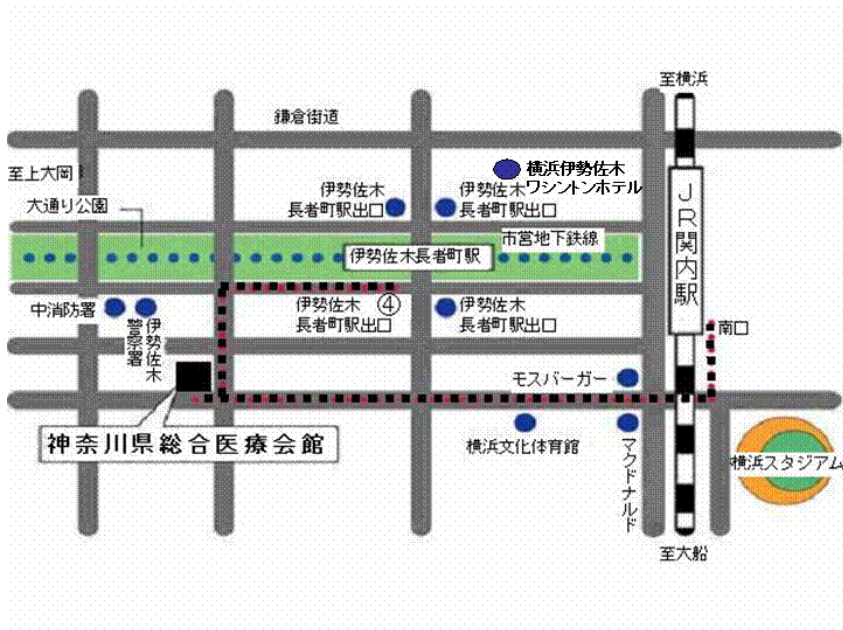 至横浜
鎌倉街道
横浜伊勢佐木
ワシントンホテル
至上大岡
伊勢佐木
長者町駅出口
伊勢佐木
長者町駅出口
大通り公園
JR関内駅
市営地下鉄線
伊勢佐木長者町駅
中消防署
伊勢佐木
警察署
伊勢佐木
長者町駅出口
④
伊勢佐木
長者町駅出口
南口
モスバーガー
神奈川県総合医療会館
横浜文化体育館
マクドナルド
横浜スタジアム
至大船